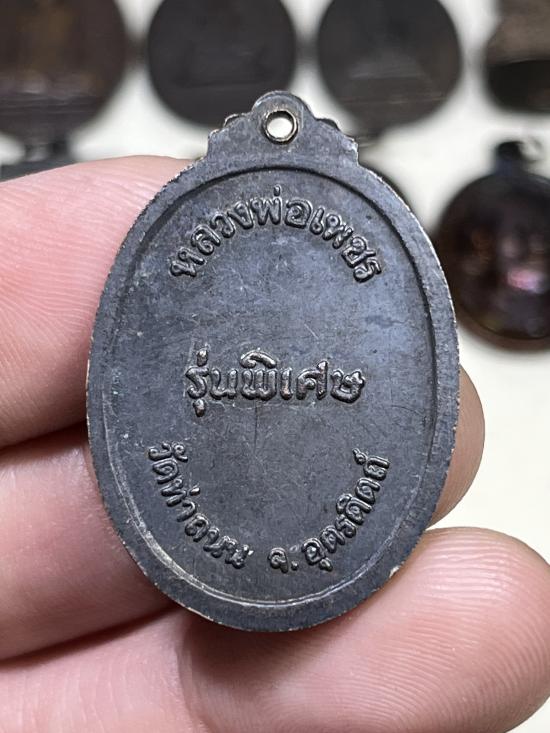 หลวงพ่อเพชร
รุ่นพิเศษ
วัดท่าถนน จ.อุตรดิตถ์